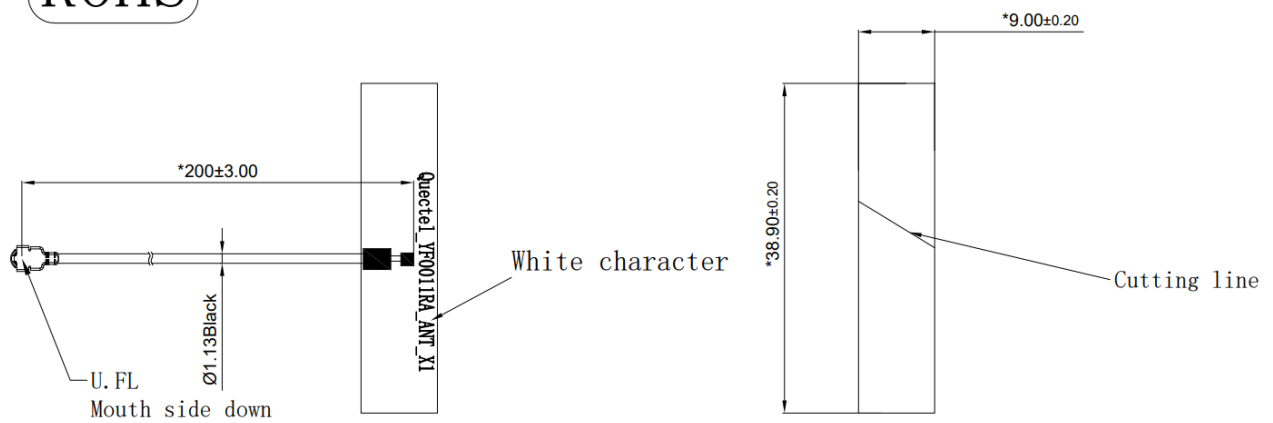 RoHS
*9.00±0.20
*200±3.00
Quectel_YF0011RA_ANT_X1
White character
*38.90±0.20
Cutting line
Ø1.13Black
U.FL
Mouth side down